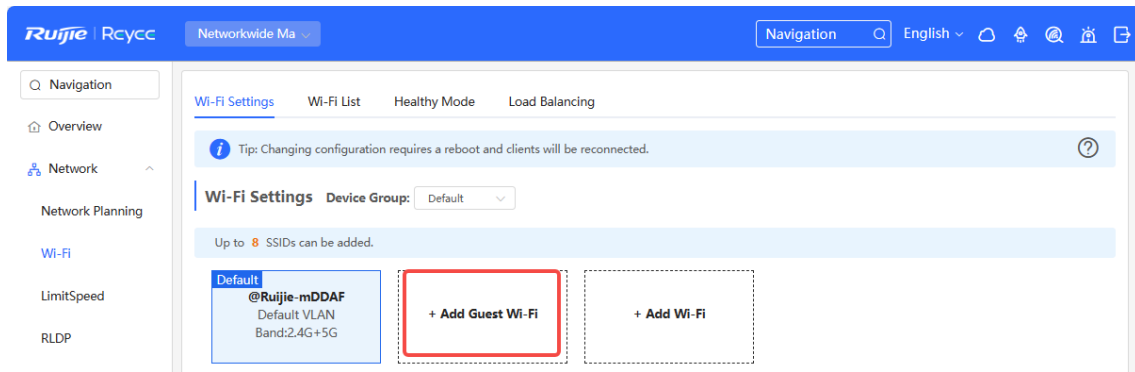 Ruijie | Rcycc
Networkwide Ma
Navigation
English
Navigation
Overview
Network
Network Planning
Wi-Fi
LimitSpeed
RLDP
Wi-Fi Settings
Wi-Fi List
Healthy Mode
Load Balancing
Tip: Changing configuration requires a reboot and clients will be reconnected.
Wi-Fi Settings Device Group: Default
Up to 8 SSIDs can be added.
Default
@Ruijie-mDDAF
Default VLAN
Band:2.4G+5G
+ Add Guest Wi-Fi
+ Add Wi-Fi